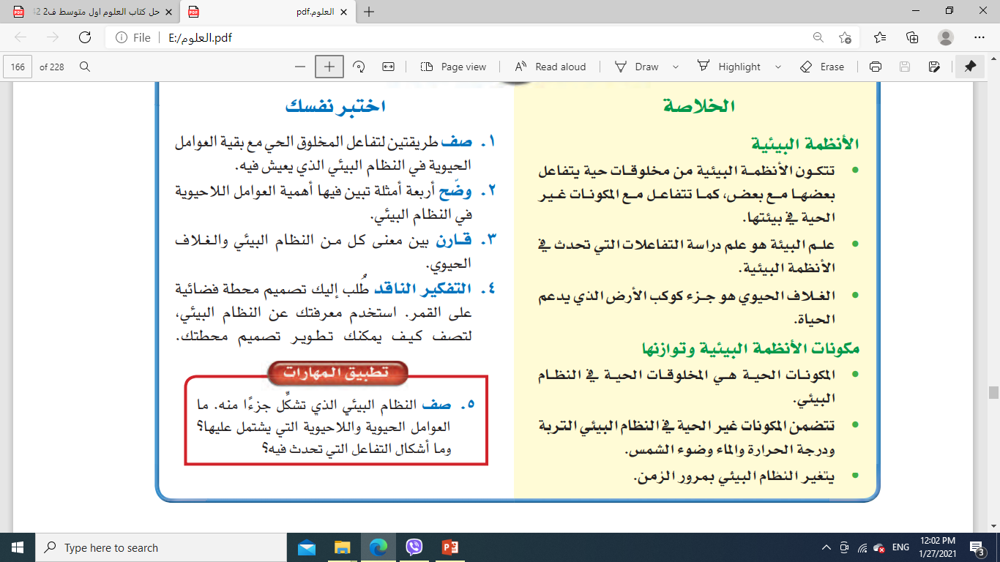 حل كتاب العلوم اول متوسط ف2 42
العلوم.pdf
File
E:/العلوم.pdf
166 of 228
Page view
Read aloud
Draw
Highlight
Erase
الخلاصة
الأنظمة البيئية
• تتكون الأنظمة البيئية من مخلوقات حية يتفاعل
بعضها مع بعض، كما تتفاعل مع المكونات غير
الحية في بيئتها.
• علم البيئة هو علم دراسة التفاعلات التي تحدث في
الأنظمة البيئية.
• الغلاف الحيوي هو جزء كوكب الأرض الذي يدعم
الحياة.
مكونات الأنظمة البيئية وتوازنها
• المكونات الحية هي المخلوقات الحية في النظام
البيئي.
• تتضمن المكونات غير الحية في النظام البيئي التربة
ودرجة الحرارة والماء وضوء الشمس.
• يتغير النظام البيئي بمرور الزمن.
اختبر نفسك
١. صف طريقتين لتفاعل المخلوق الحي مع بقية العوامل
الحيوية في النظام البيئي الذي يعيش فيه.
٢. وضّح أربعة أمثلة تبين فيها أهمية العوامل اللاحيوية
في النظام البيئي.
٣. قارن بين معنى كل من النظام البيئي والغلاف
الحيوي.
٤. التفكير الناقد طُلب إليك تصميم محطة فضائية
على القمر. استخدم معرفتك عن النظام البيئي،
لتصف كيف يمكنك تطوير تصميم محطتك.
تطبيق المهارات
٥. صف النظام البيئي الذي تشكِّل جزءًا منه. ما
العوامل الحيوية واللاحيوية التي يشتمل عليها؟
وما أشكال التفاعل التي تحدث فيه؟
Type here to search
ENG
12:02 PM
1/27/2021
3